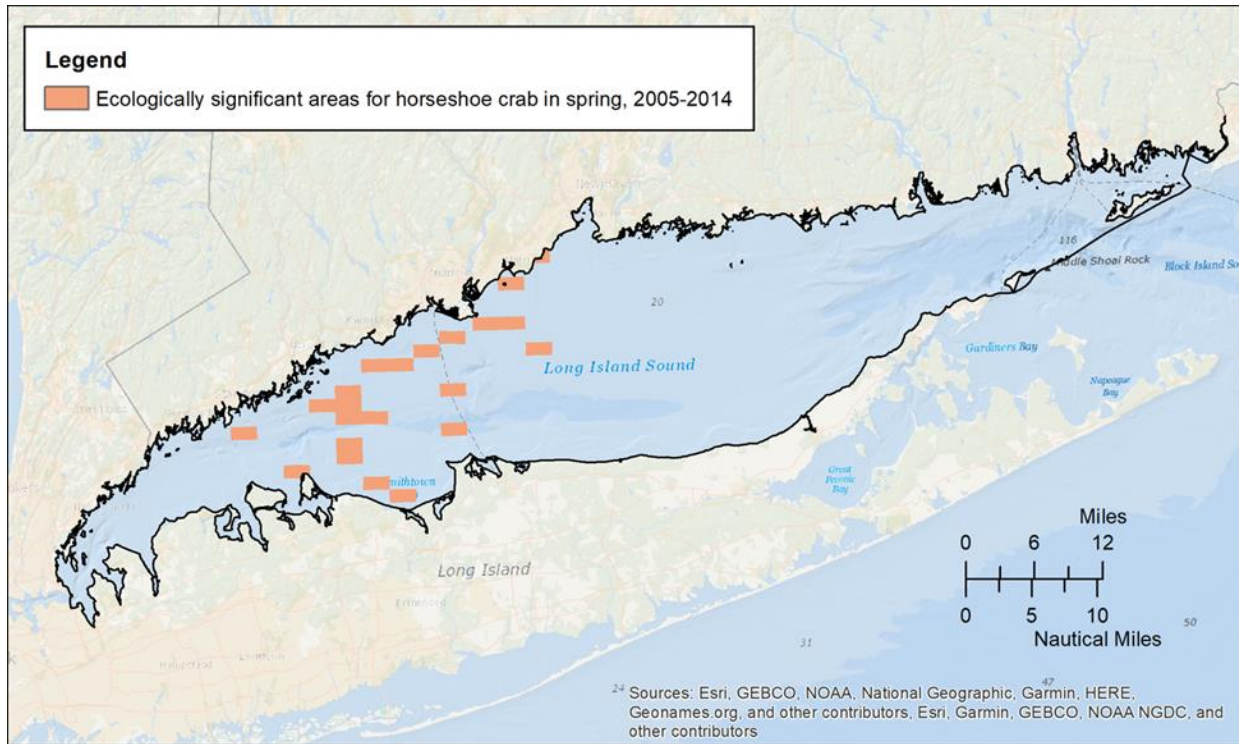 Legend
Ecologically significant areas for horseshoe crab in spring, 2005-2014
116
Middle Shoal Rock
Block Island So
20
Long Island Sound
Gardiners Bay
Napeague
Bay
Great
Peconic
Bay
Long Island
Miles
0 6 12
0 5 10
Nautical Miles
50
31
47
24
Sources: Esri, GEBCO, NOAA, National Geographic, Garmin, HERE,
Geonames.org, and other contributors, Esri, Garmin, GEBCO, NOAA NGDC, and
other contributors